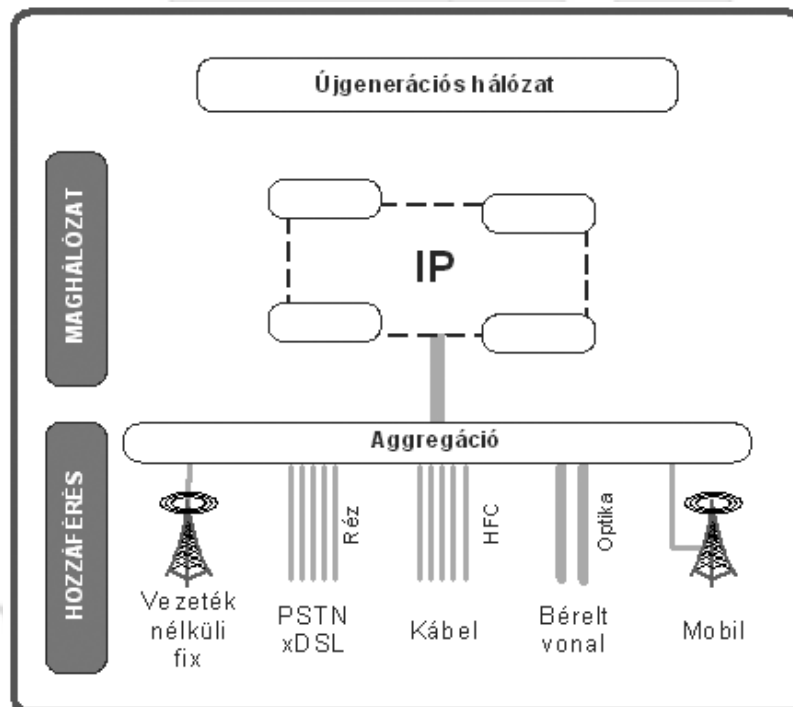 Újgenerációs hálózat
MAGHÁLÓZAT
IP
HOZZÁFÉRÉS
Aggregáció
Réz
HFC
Optika
Vezeték
nélküli
fix
PSTN
xDSL
Kábel
Bérelt
vonal
Mobil